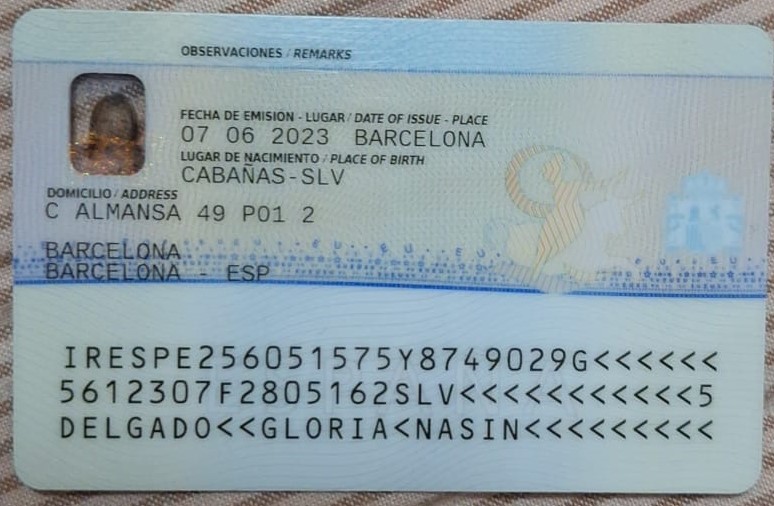 OBSERVACIONES / REMARKS
FECHA DE EMISIÓN - LUGAR / DATE OF ISSUE - PLACE
07 06 2023 BARCELONA
LUGAR DE NACIMIENTO / PLACE OF BIRTH
CABAÑAS-SLV
DOMICILIO / ADDRESS
C ALMANSA 49 P01 2
BARCELONA
BARCELONA - ESP
IRESPE256051575Y8749029G<<<<<<
5612307F2805162SLV<<<<<<<<<<<5
DELGADO<<GLORIA<NASIN<<<<<<<<<